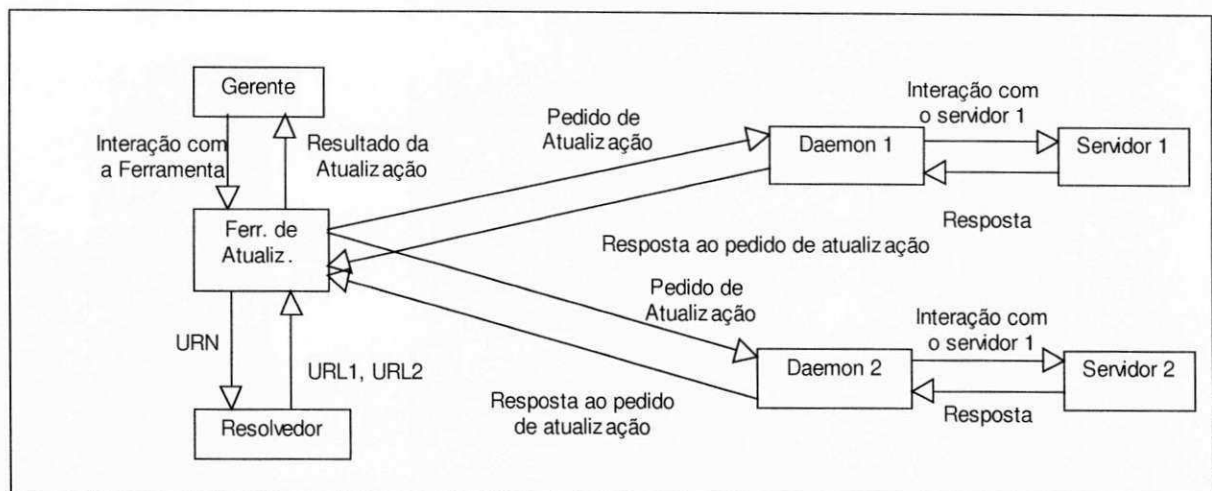 Gerente
Interação com
a Ferramenta
Resultado da
Atualização
Ferr. de
Atualiz.
URN
URL1, URL2
Resolvedor
Pedido de
Atualização
Daemon 1
Interação com
o servidor 1
Servidor 1
Resposta
Resposta ao pedido de atualização
Pedido de
Atualização
Daemon 2
Interação com
o servidor 1
Servidor 2
Resposta
Resposta ao pedido
de atualização